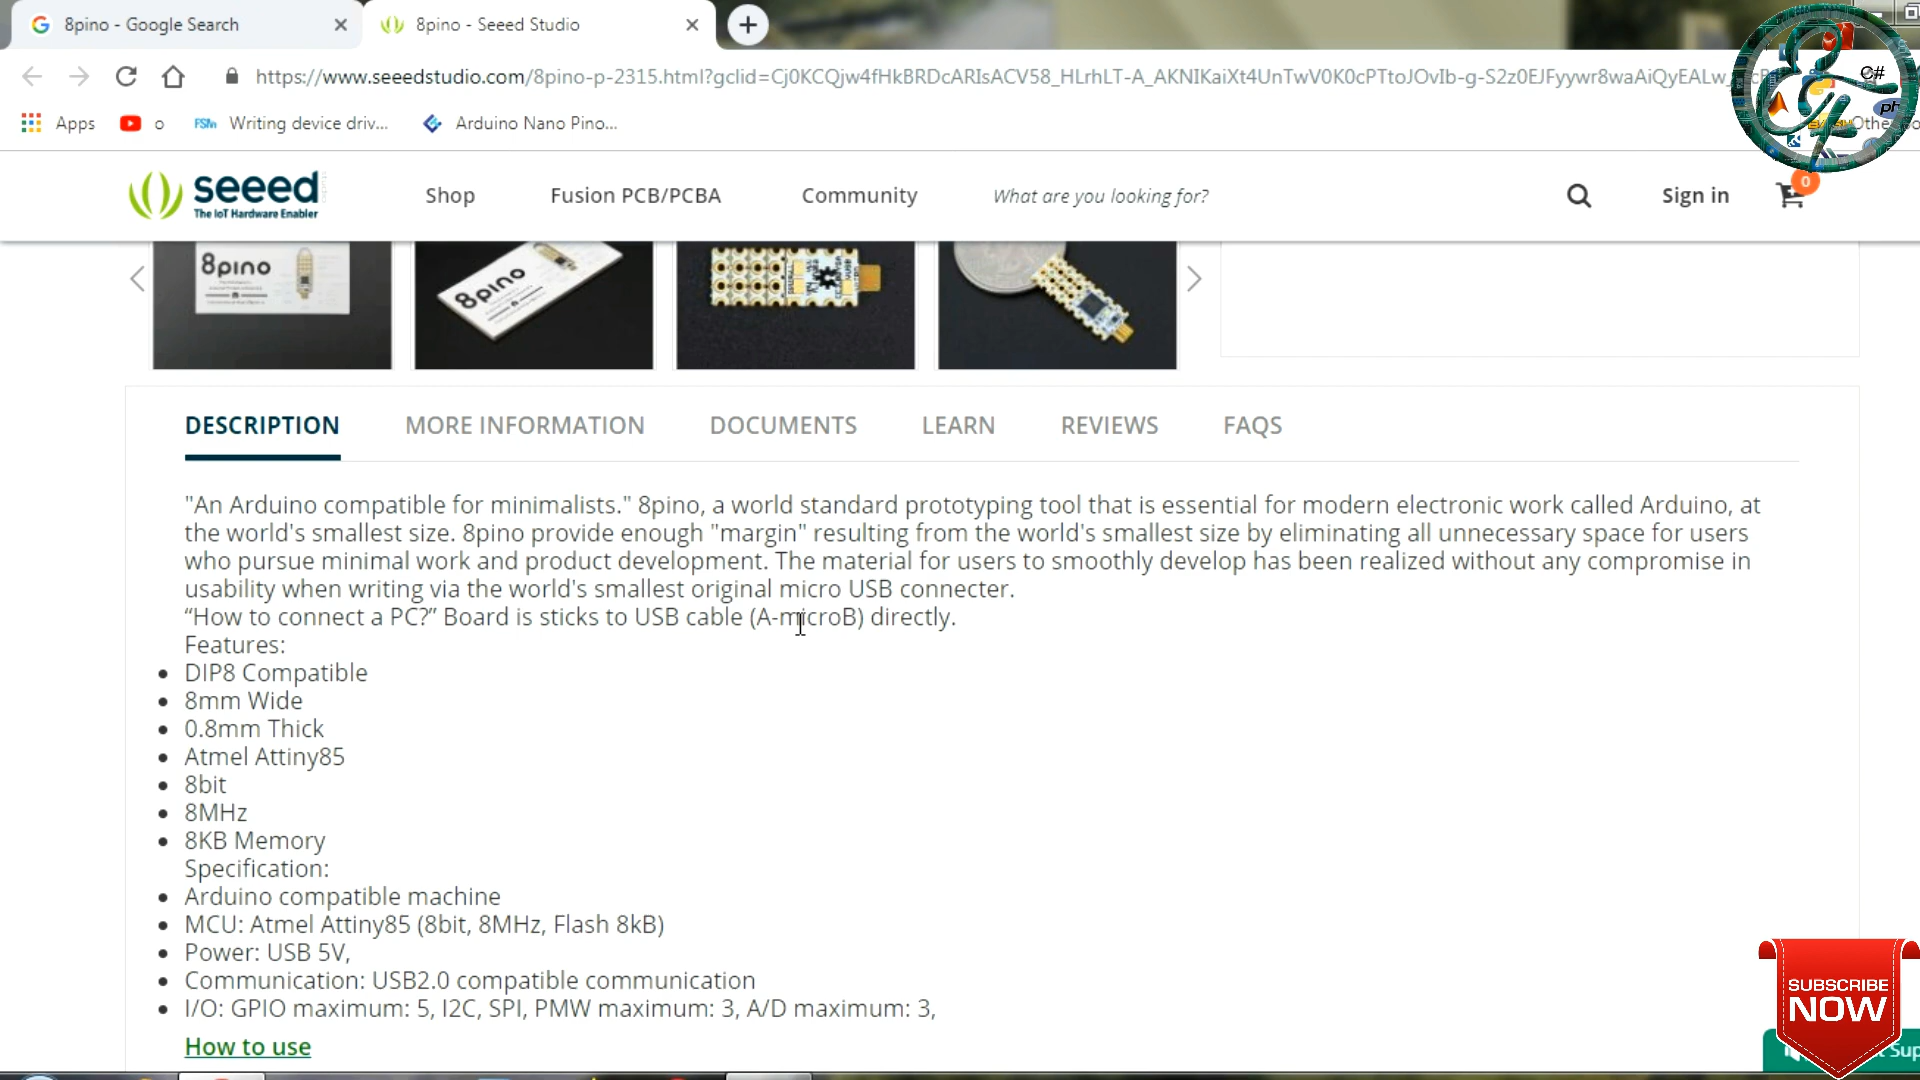 8pino - Google Search
8pino - Seeed Studio
https://www.seeedstudio.com/8pino-p-2315.html?gclid=Cj0KCQjw4fHkBRDcARIsACV58_HLrhLT-A_AKNIKaiXt4UnTwV0K0cPTtoJOvIb-g-S2z0EJFyywr8waAiQyEALw_
Apps
o
FSM Writing device driv...
Arduino Nano Pino...
C#
ph
Othe
seeed
The IoT Hardware Enabler
Shop
Fusion PCB/PCBA
Community
What are you looking for?
Sign in
0
8pino
8pino
DESCRIPTION
MORE INFORMATION
DOCUMENTS
LEARN
REVIEWS
FAQS
"An Arduino compatible for minimalists." 8pino, a world standard prototyping tool that is essential for modern electronic work called Arduino, at
the world's smallest size. 8pino provide enough "margin" resulting from the world's smallest size by eliminating all unnecessary space for users
who pursue minimal work and product development. The material for users to smoothly develop has been realized without any compromise in
usability when writing via the world's smallest original micro USB connecter.
“How to connect a PC?” Board is sticks to USB cable (A-microB) directly.
Features:
DIP8 Compatible
8mm Wide
0.8mm Thick
Atmel Attiny85
8bit
8MHz
8KB Memory
Specification:
Arduino compatible machine
MCU: Atmel Attiny85 (8bit, 8MHz, Flash 8kB)
Power: USB 5V,
Communication: USB2.0 compatible communication
I/O: GPIO maximum: 5, I2C, SPI, PMW maximum: 3, A/D maximum: 3,
How to use
SUBSCRIBE
NOW
Sup